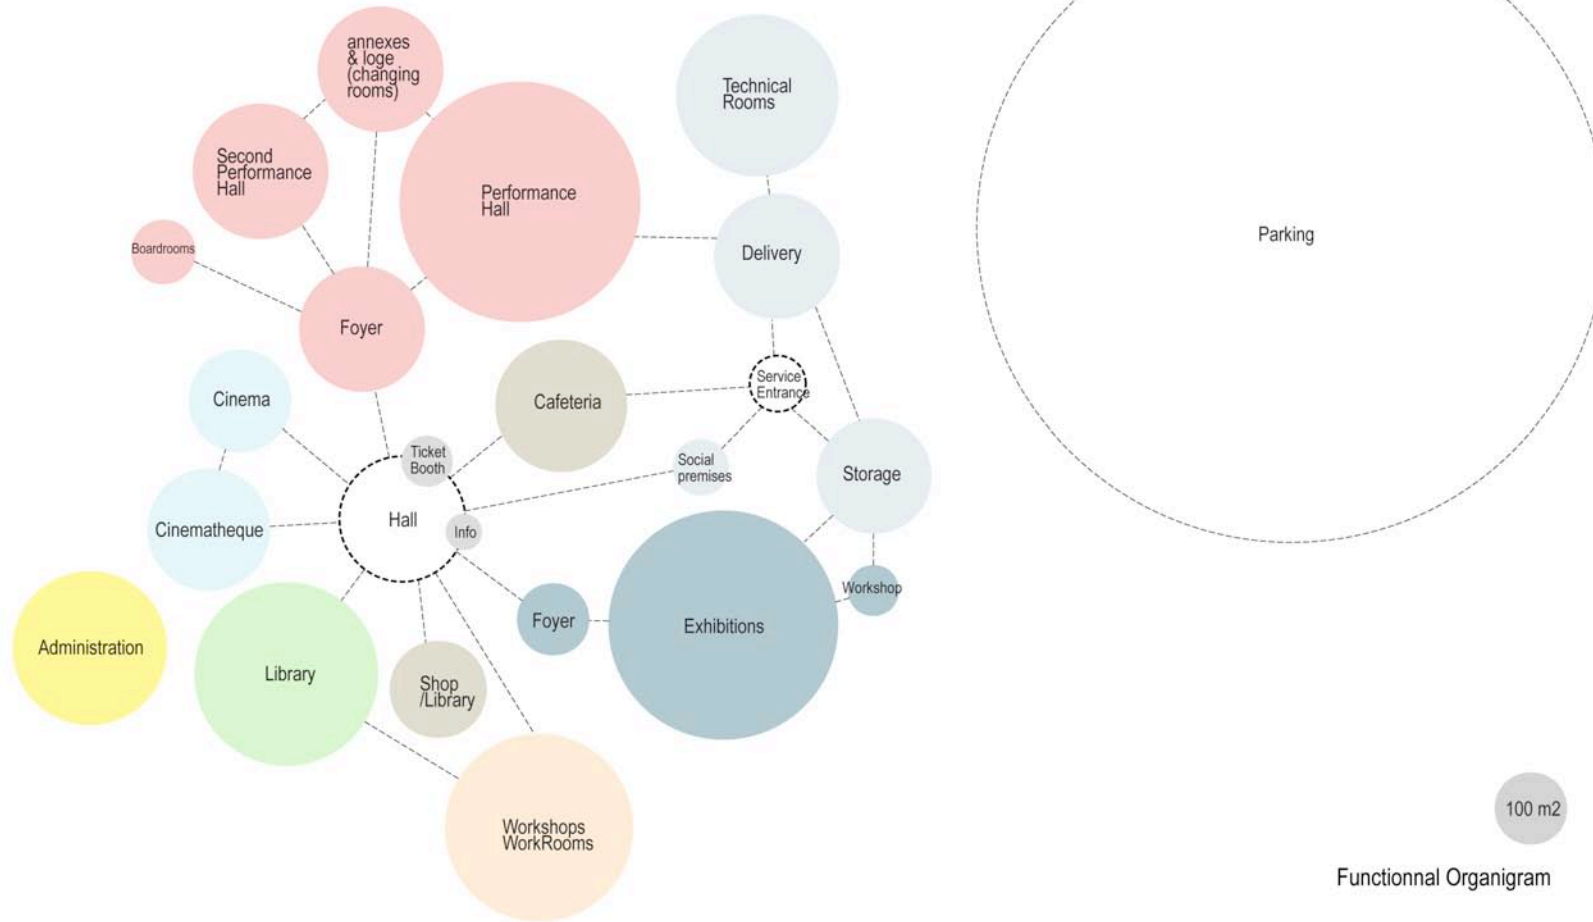 annexes
& loge
(changing
rooms)
Technical
Rooms
Second
Performance
Hall
Performance
Hall
Parking
Boardrooms
Delivery
Foyer
Service
Entrance
Cinema
Cafeteria
Ticket
Booth
Social
premises
Storage
Hall
Cinematheque
Info
Workshop
Foyer
Exhibitions
Administration
Library
Shop
/Library
Workshops
WorkRooms
100 m2
Functionnal Organigram